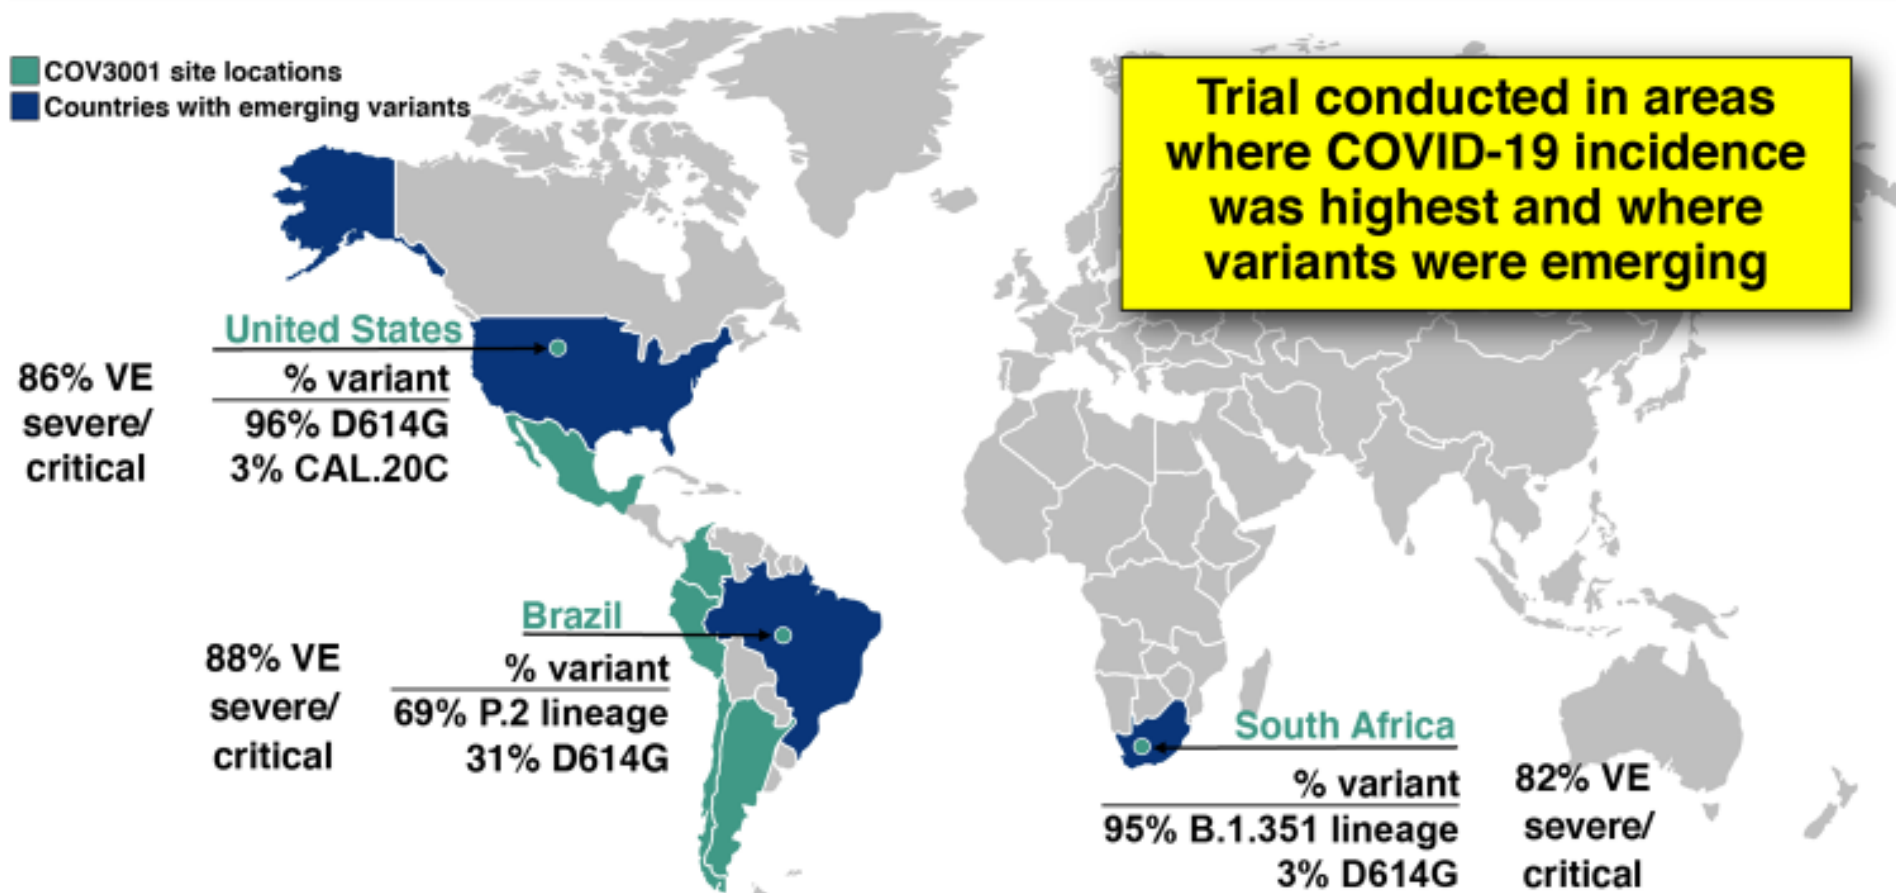 COV3001 site locations
Countries with emerging variants
Trial conducted in areas
where COVID-19 incidence
was highest and where
variants were emerging
United States
86% VE
severe/
critical
% variant
96% D614G
3% CAL.20C
Brazil
88% VE
severe/
critical
% variant
69% P.2 lineage
31% D614G
South Africa
% variant
95% B.1.351 lineage
3% D614G
82% VE
severe/
critical